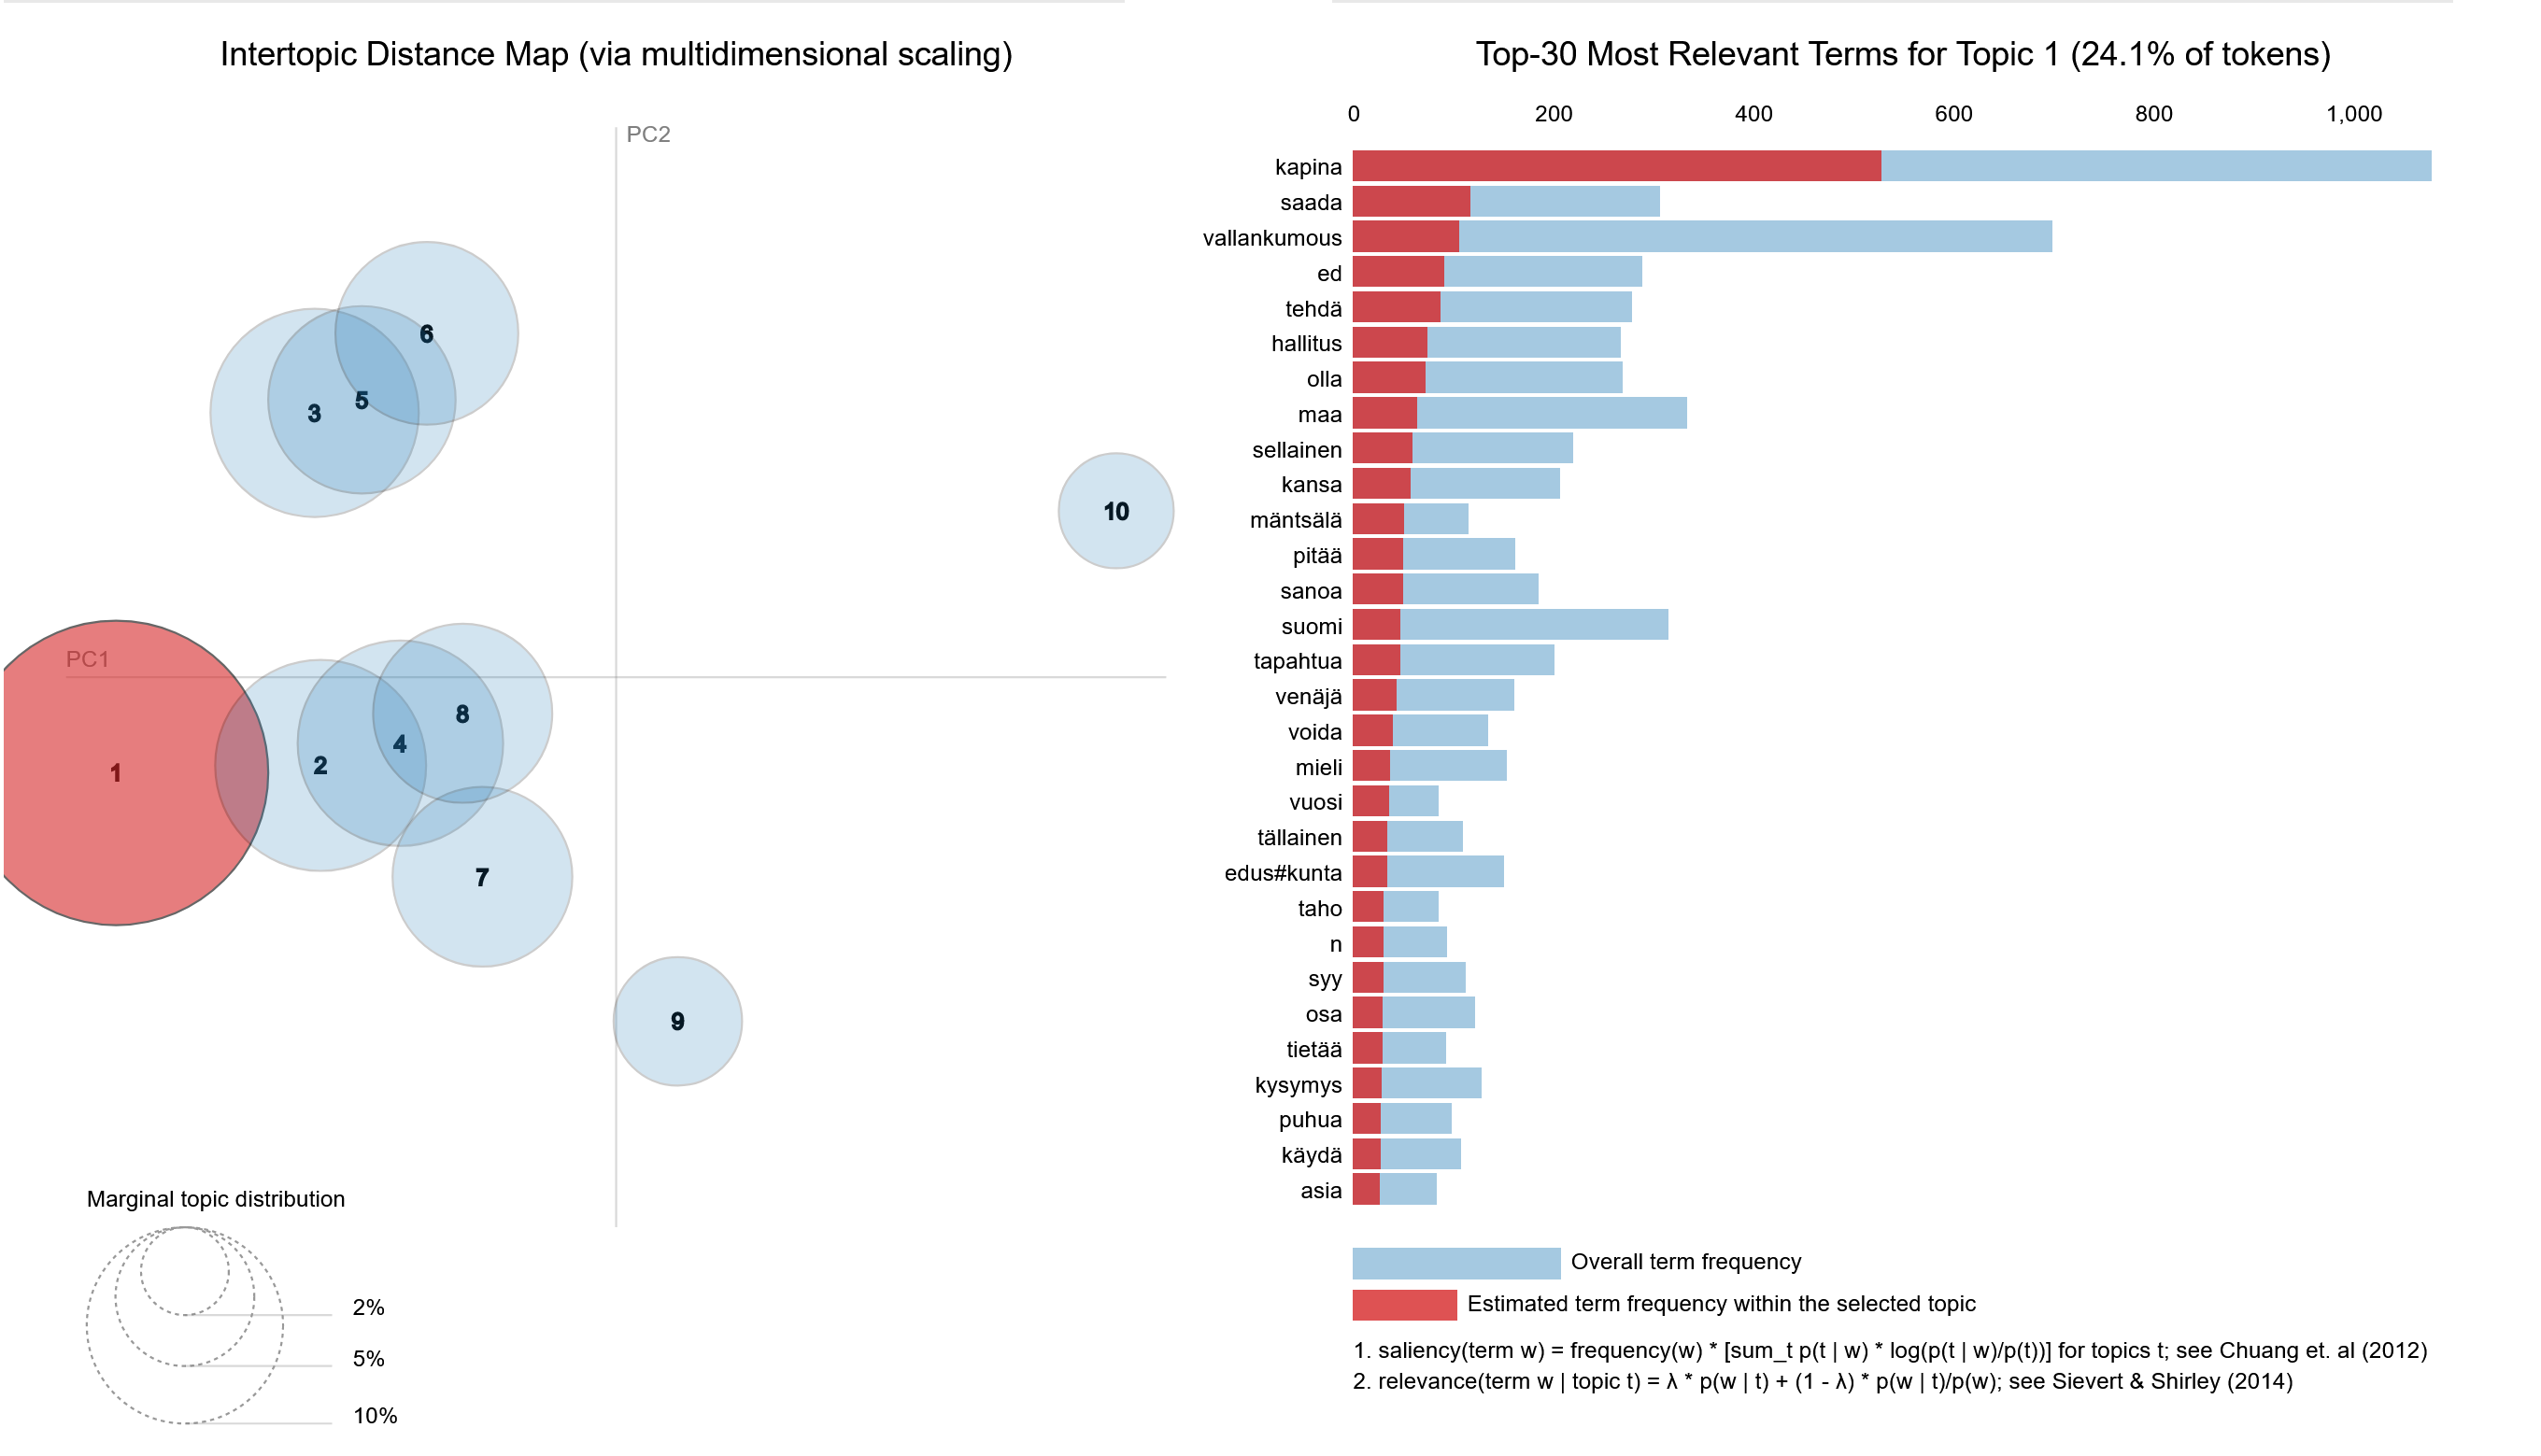 Intertopic Distance Map (via multidimensional scaling)
PC2
PC1
6
5
3
10
8
4
2
1
7
9
Marginal topic distribution
2%
5%
10%
Top-30 Most Relevant Terms for Topic 1 (24.1% of tokens)
0 200 400 600 800 1,000
kapina
saada
vallankumous
ed
tehdä
hallitus
olla
maa
sellainen
kansa
mäntsälä
pitää
sanoa
suomi
tapahtua
venäjä
voida
mieli
vuosi
tällainen
edus#kunta
taho
n
syy
osa
tietää
kysymys
puhua
käydä
asia
Overall term frequency
Estimated term frequency within the selected topic
1. saliency(term w) = frequency(w) * [sum_t p(t | w) * log(p(t | w)/p(t))] for topics t; see Chuang et. al (2012)
2. relevance(term w | topic t) = λ * p(w | t) + (1 - λ) * p(w | t)/p(w); see Sievert & Shirley (2014)